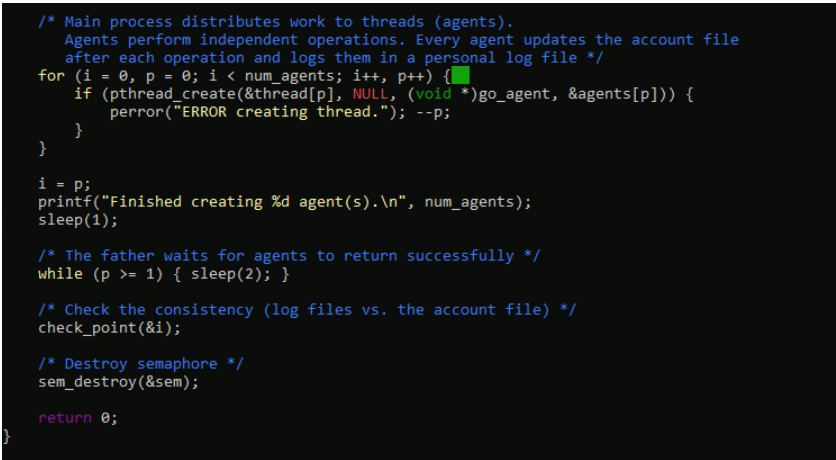 /* Main process distributes work to threads (agents).
Agents perform independent operations. Every agent updates the account file
after each operation and logs them in a personal log file */
for (i = 0, p = 0; i < num_agents; i++, p++) {
if (pthread_create(&thread[p], NULL, (void *)go_agent, &agents[p])) {
perror("ERROR creating thread."); --p;
}
}
i = p;
printf("Finished creating %d agent(s).\n", num_agents);
sleep(1);
/* The father waits for agents to return successfully */
while (p >= 1) { sleep(2); }
/* Check the consistency (log files vs. the account file) */
check_point(&i);
/* Destroy semaphore */
sem_destroy(&sem);
return 0;
}